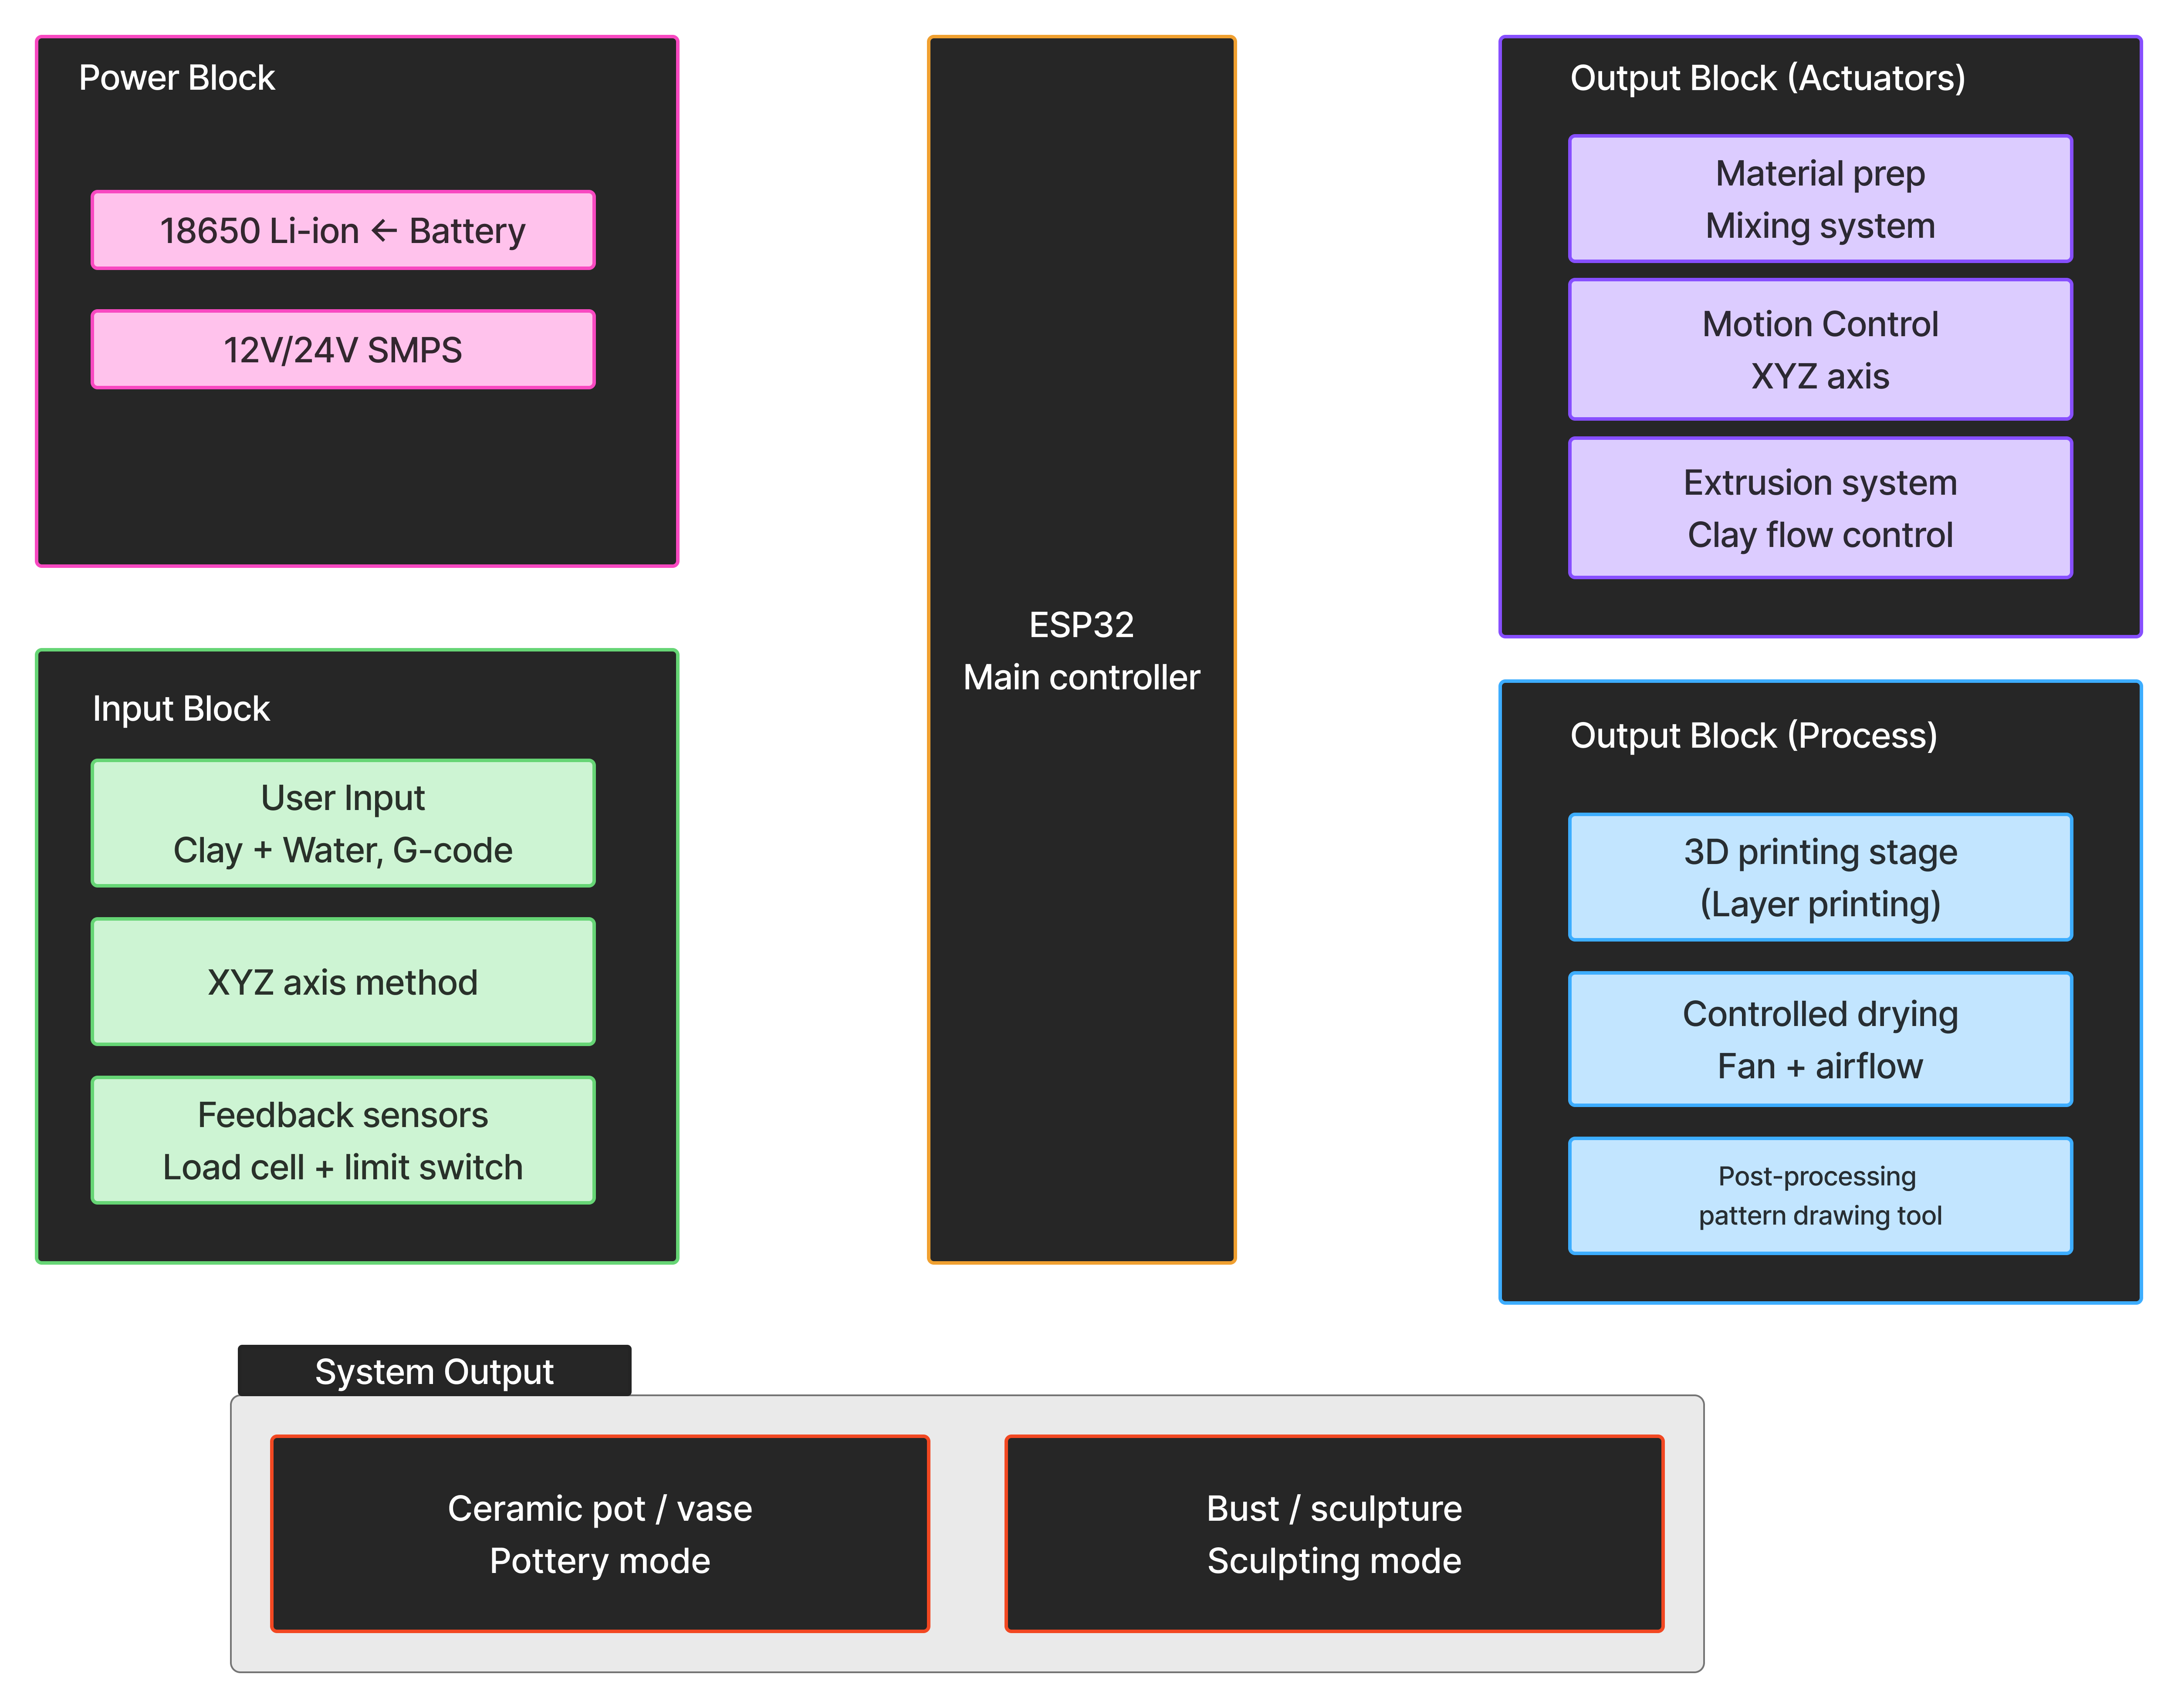 Power Block
18650 Li-ion ← Battery
12V/24V SMPS
Input Block
User Input
Clay + Water, G-code
XYZ axis method
Feedback sensors
Load cell + limit switch
ESP32
Main controller
Output Block (Actuators)
Material prep
Mixing system
Motion Control
XYZ axis
Extrusion system
Clay flow control
Output Block (Process)
3D printing stage
(Layer printing)
Controlled drying
Fan + airflow
Post-processing
pattern drawing tool
System Output
Ceramic pot / vase
Pottery mode
Bust / sculpture
Sculpting mode